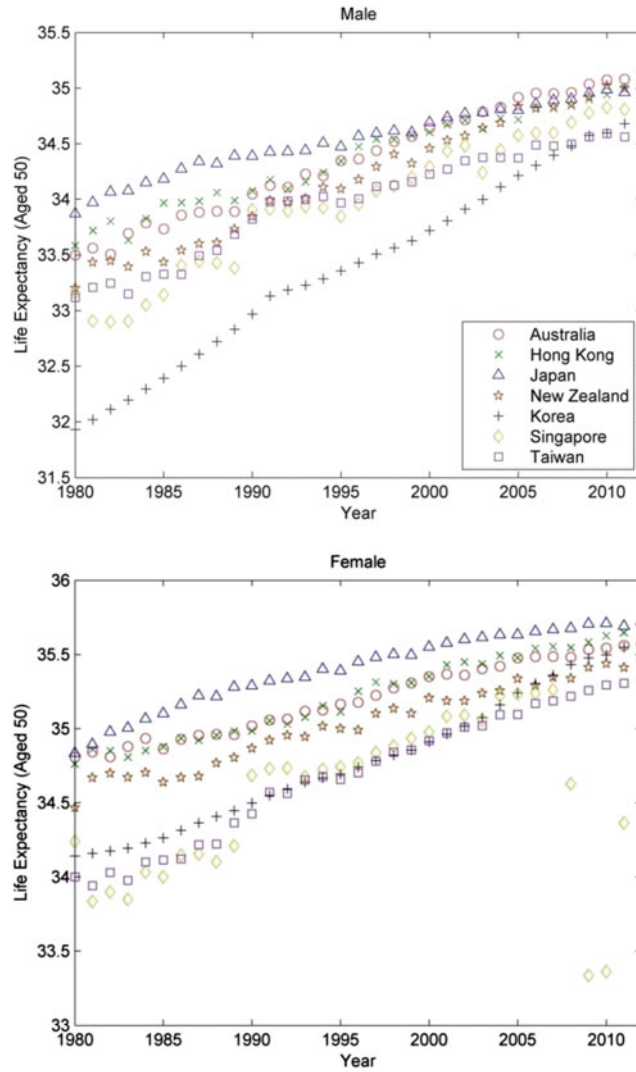 Male
35.5
35
34.5
34
33.5
33
32.5
32
31.5
Life Expectancy (Aged 50)
Australia
Hong Kong
Japan
New Zealand
Korea
Singapore
Taiwan
1980 1985 1990 1995 2000 2005 2010
Year
Female
36
35.5
35
34.5
34
33.5
33
Life Expectancy (Aged 50)
1980 1985 1990 1995 2000 2005 2010
Year